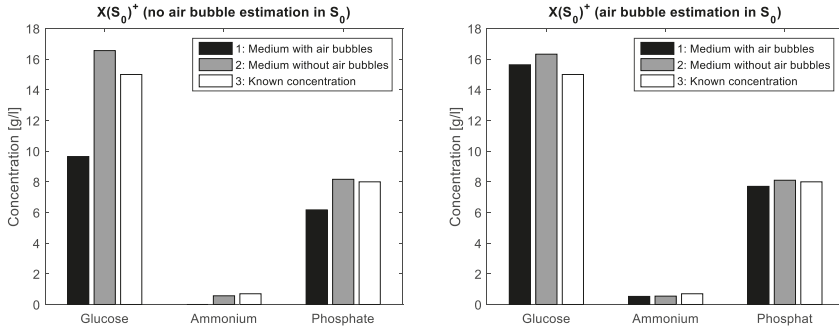 X(S0)+ (no air bubble estimation in S0)
18
16
14
12
10
8
6
4
2
0
Concentration [g/l]
1: Medium with air bubbles
2: Medium without air bubbles
3: Known concentration
Glucose Ammonium Phosphate
X(S0)+ (air bubble estimation in S0)
18
16
14
12
10
8
6
4
2
0
Concentration [g/l]
1: Medium with air bubbles
2: Medium without air bubbles
3: Known concentration
Glucose Ammonium Phosphat